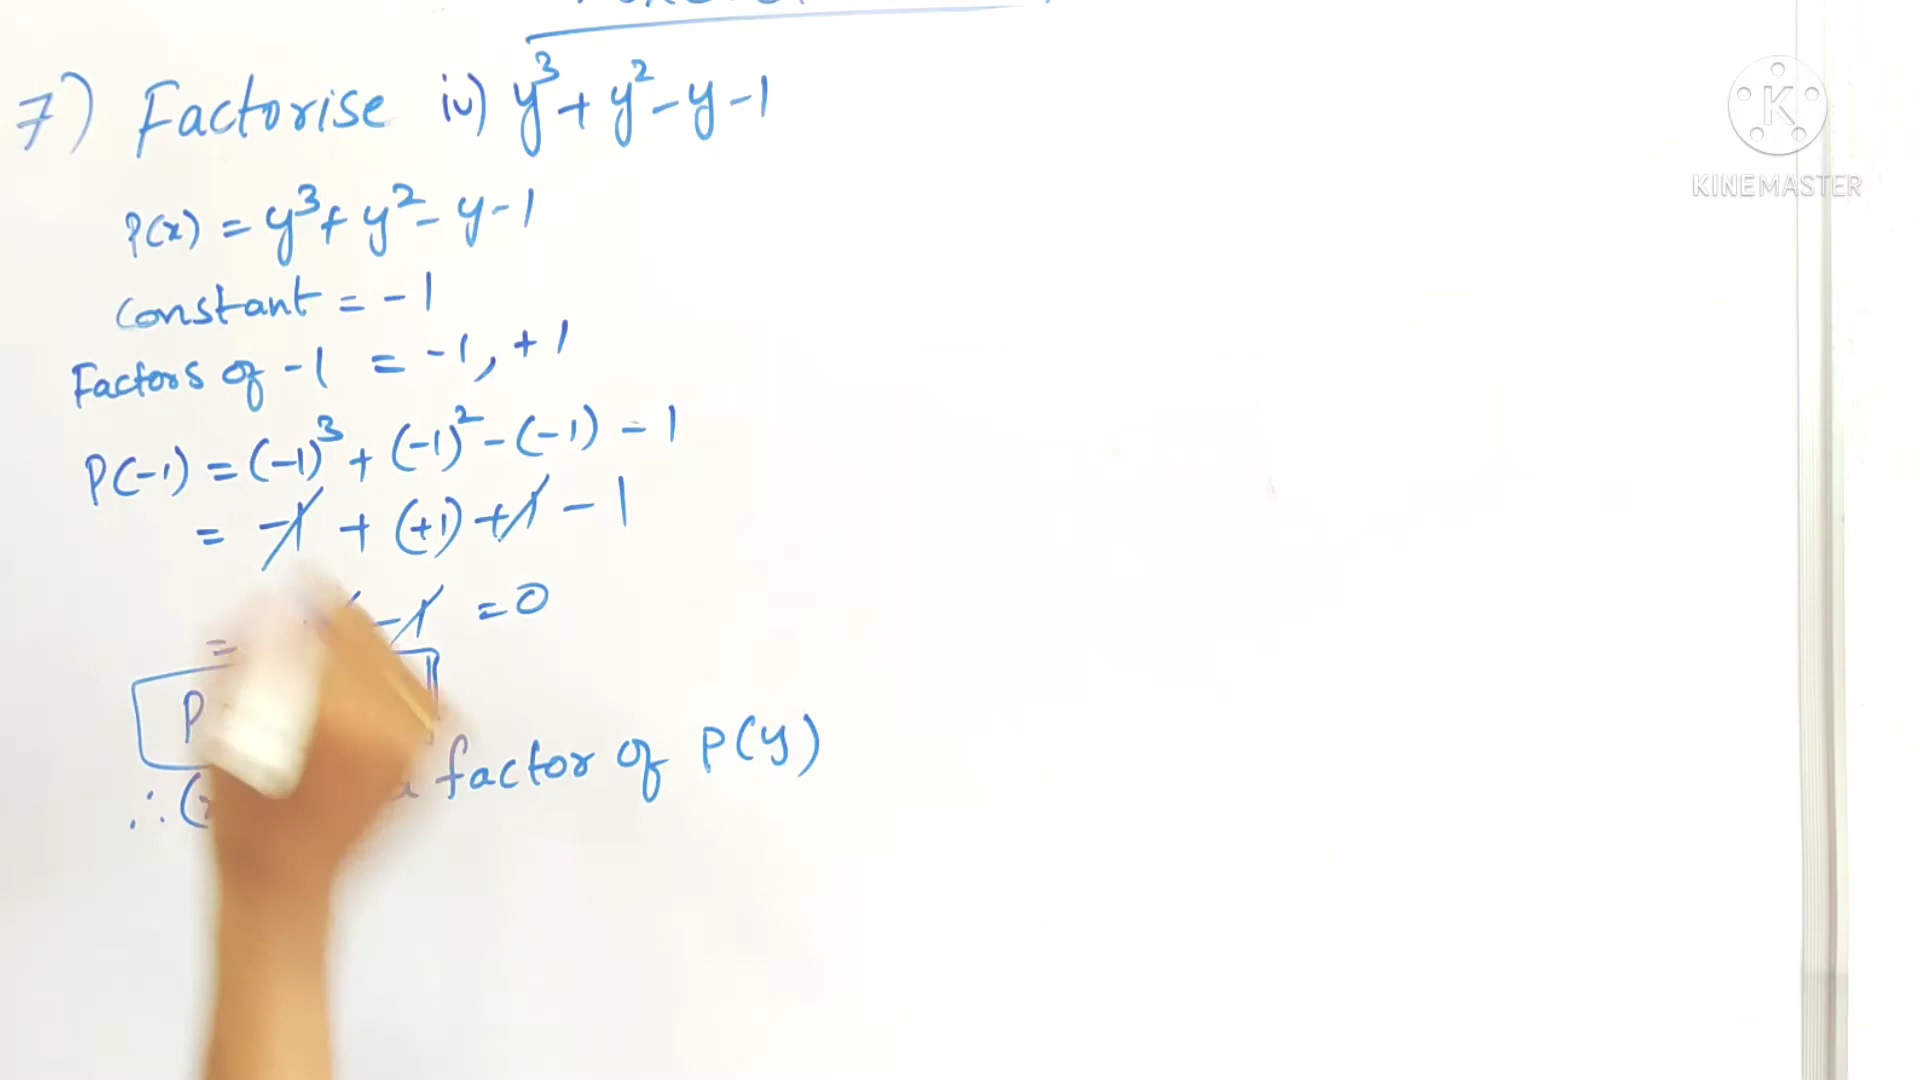 7) Factorise iv) y³ + y² - y - 1
KINEMASTER
P(x) = y³ + y² - y - 1
constant = - 1
Factors of - 1 = - 1, + 1
P(-1) = (-1)³ + (-1)² - (-1) - 1
= -1 + (+1) + 1 - 1
= -1 = 0
P
∴ ( a factor of P(y)